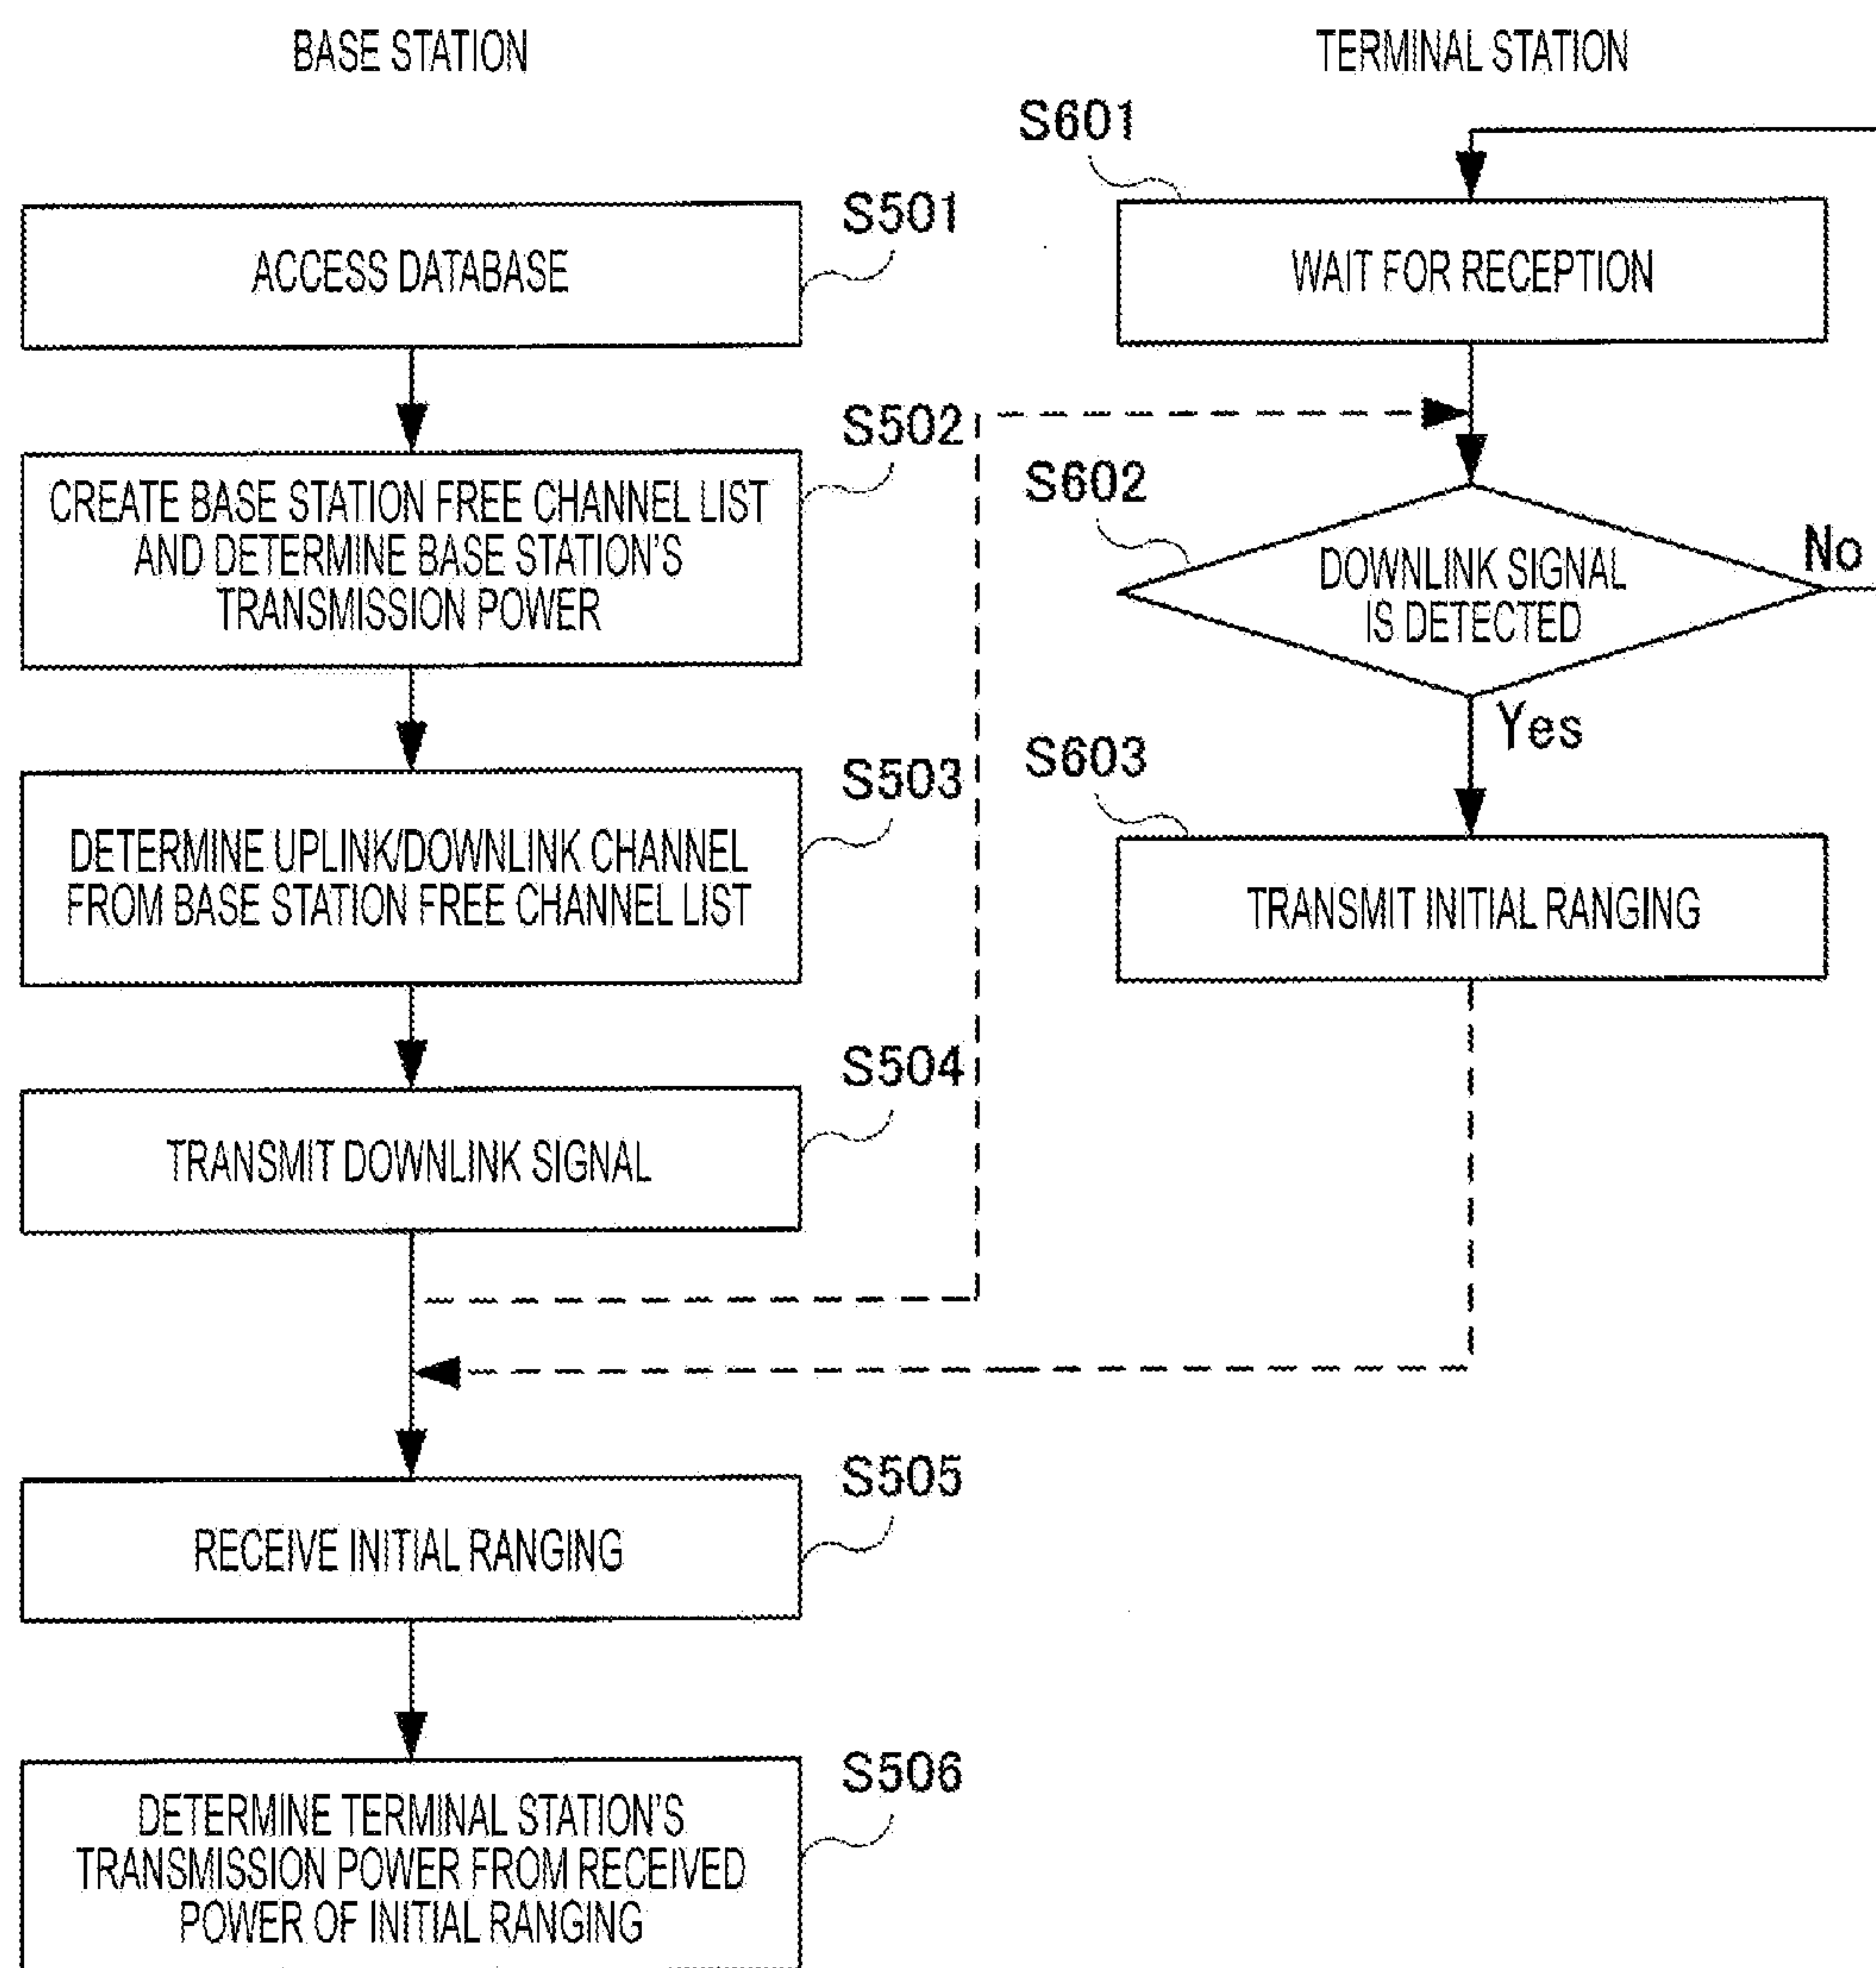 BASE STATION
S501
ACCESS DATABASE
S502
CREATE BASE STATION FREE CHANNEL LIST
AND DETERMINE BASE STATION'S
TRANSMISSION POWER
S503
DETERMINE UPLINK/DOWNLINK CHANNEL
FROM BASE STATION FREE CHANNEL LIST
S504
TRANSMIT DOWNLINK SIGNAL
S505
RECEIVE INITIAL RANGING
S506
DETERMINE TERMINAL STATION'S
TRANSMISSION POWER FROM RECEIVED
POWER OF INITIAL RANGING
TERMINAL STATION
S601
WAIT FOR RECEPTION
S602
DOWNLINK SIGNAL
IS DETECTED
No
Yes
S603
TRANSMIT INITIAL RANGING